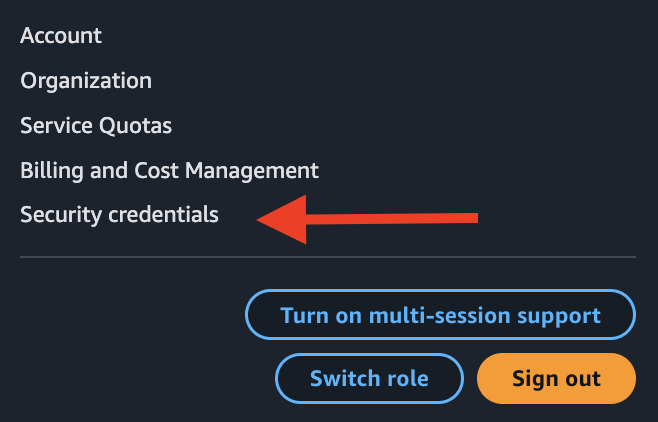 Account
Organization
Service Quotas
Billing and Cost Management
Security credentials
Turn on multi-session support
Switch role
Sign out